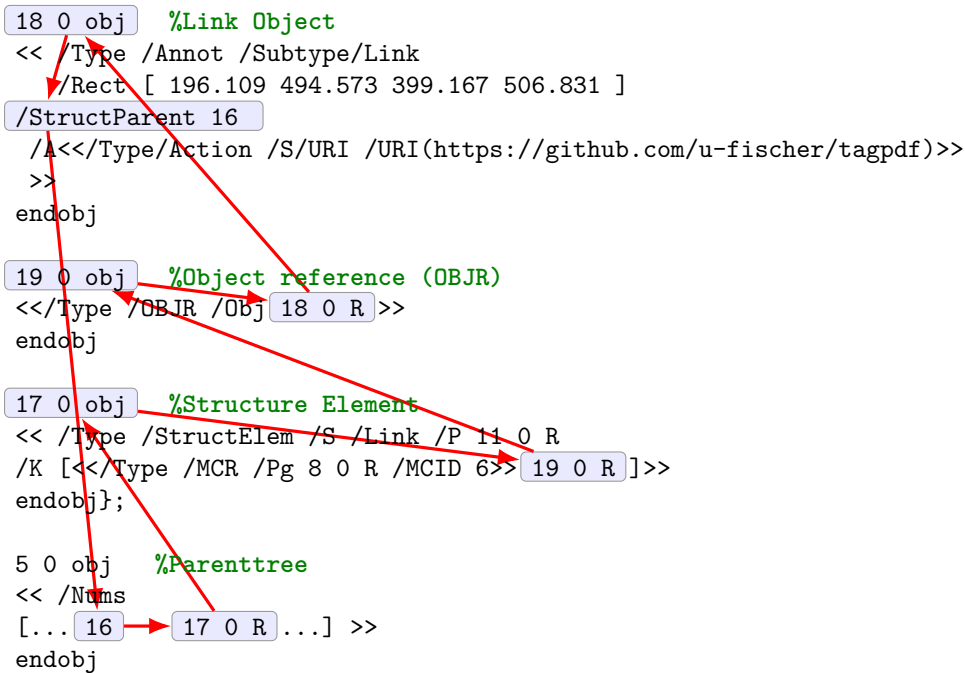 18 0 obj %Link Object
<< /Type /Annot /Subtype/Link
/Rect [ 196.109 494.573 399.167 506.831 ]
/StructParent 16
/A<</Type/Action /S/URI /URI(https://github.com/u-fischer/tagpdf)>>
>>
endobj
19 0 obj %Object reference (OBJR)
<</Type /OBJR /Obj 18 0 R >>
endobj
17 0 obj %Structure Element
<< /Type /StructElem /S /Link /P 11 0 R
/K [<</Type /MCR /Pg 8 0 R /MCID 6>> 19 0 R ]>>
endobj};
5 0 obj %Parenttree
<< /Nums
[... 16 17 0 R ...] >>
endobj